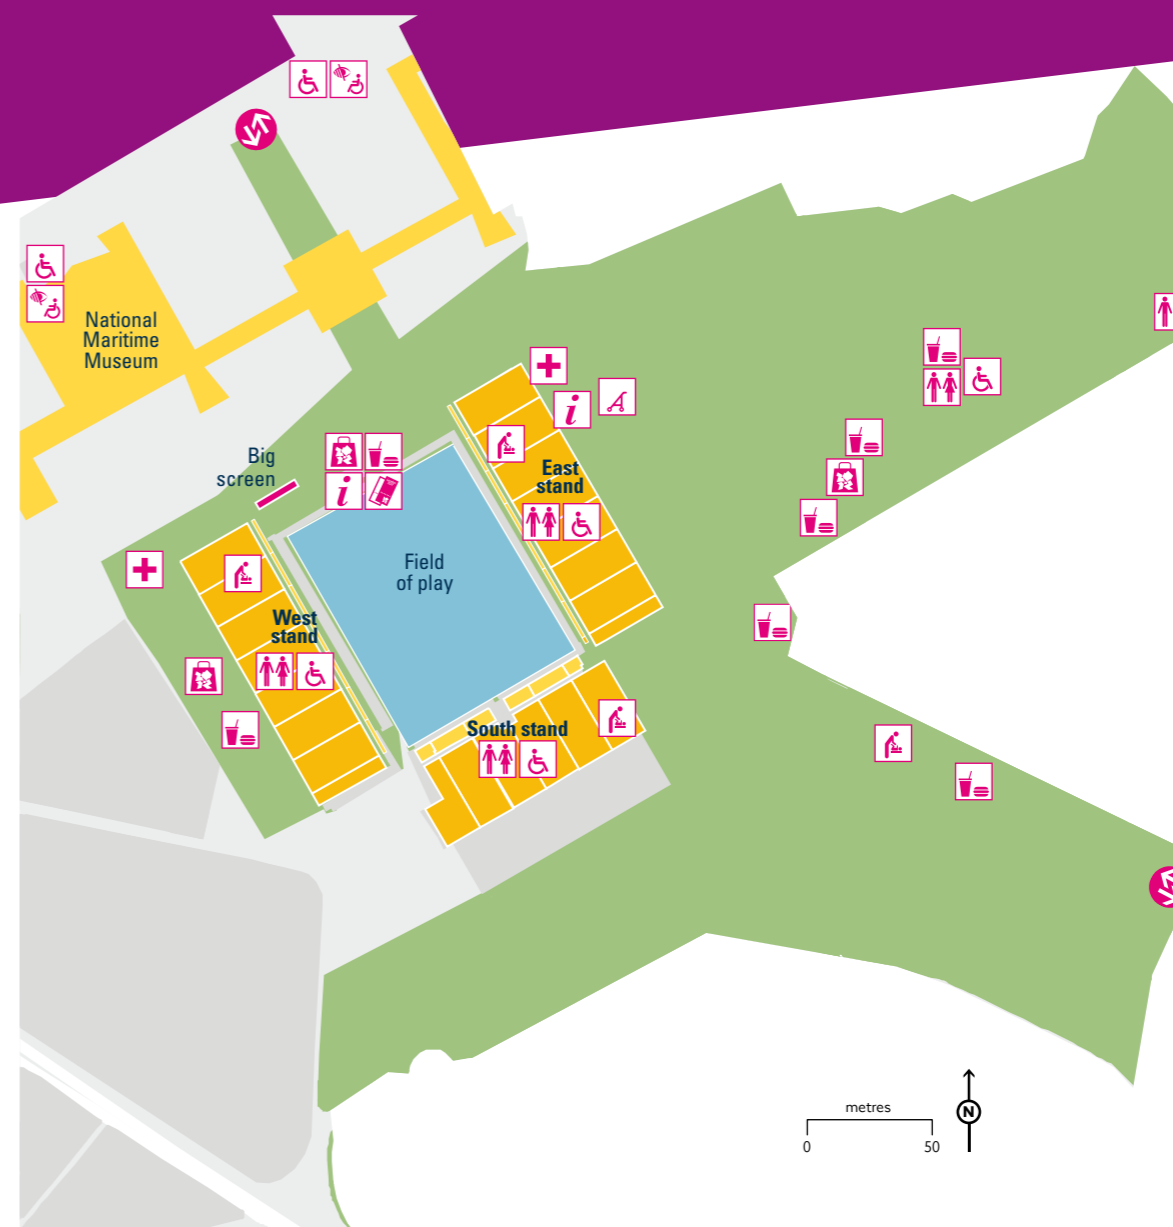 National
Maritime
Museum
Big
screen
i
i
East
stand
Field
of play
West
stand
South stand
metres
0 50
N